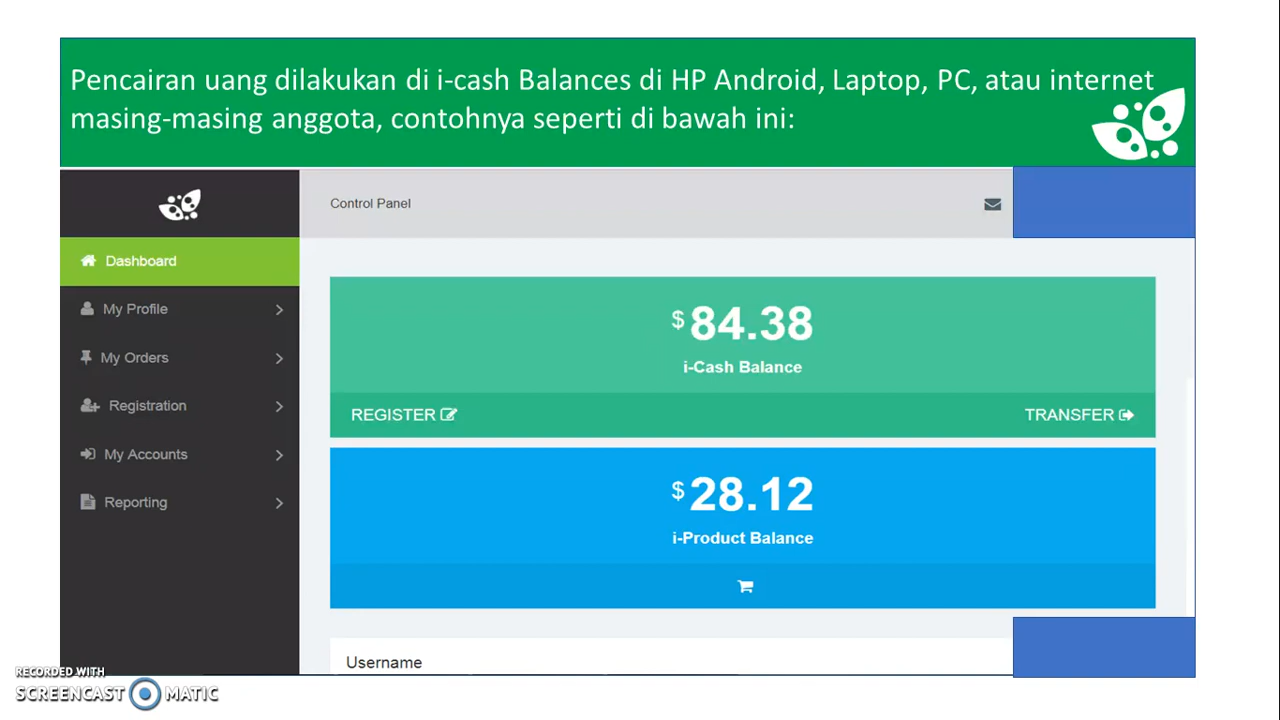 Pencairan uang dilakukan di i-cash Balances di HP Android, Laptop, PC, atau internet
masing-masing anggota, contohnya seperti di bawah ini:
Control Panel
Dashboard
My Profile
My Orders
Registration
My Accounts
Reporting
$84.38
i-Cash Balance
REGISTER
TRANSFER
$28.12
i-Product Balance
Username
RECORDED WITH
SCREENCAST MATIC